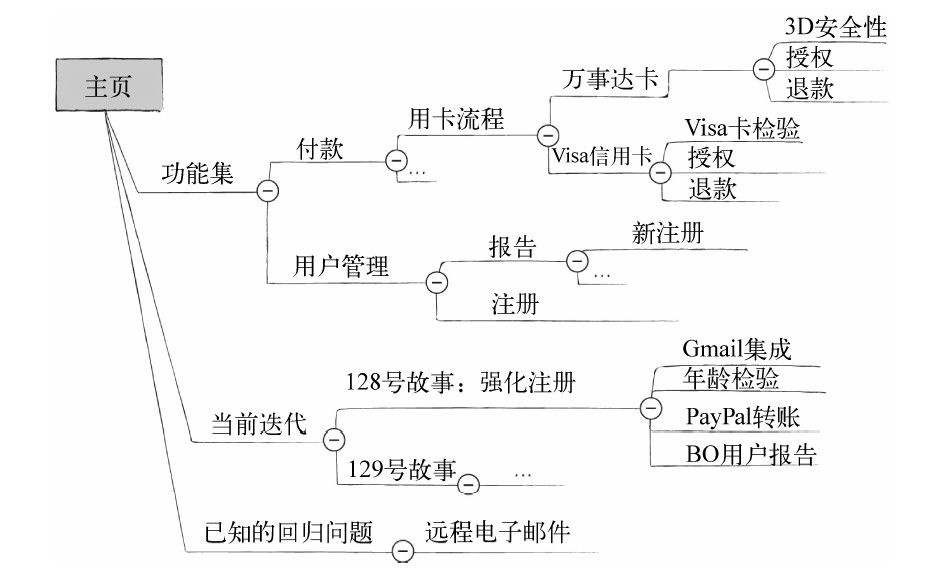 主页
功能集
付款
用卡流程
万事达卡
3D安全性
授权
退款
Visa信用卡
Visa卡检验
授权
退款
...
用户管理
报告
新注册
...
注册
当前迭代
128号故事：强化注册
Gmail集成
年龄检验
PayPal转账
BO用户报告
129号故事
...
已知的回归问题
远程电子邮件